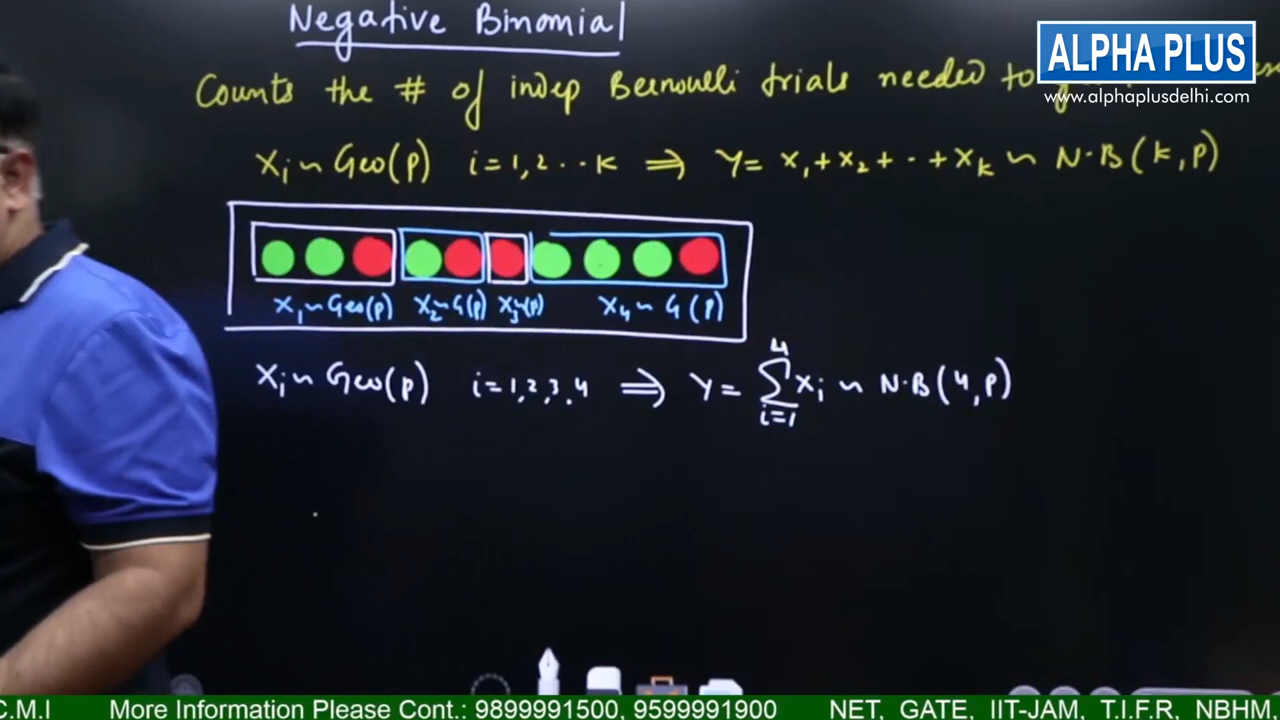 Negative Binomial
ALPHA PLUS
www.alphaplusdelhi.com
Counts the # of indep Bernoulli trials needed to
Xi ~ Geo(p) i = 1, 2 .. k ⟹ Y = X1 + X2 + .. + Xk ~ N.B(k, p)
X1 ~ Geo(p) X2 ~ G(p) X3 ~ (p) X4 ~ G(p)
Xi ~ Geo(p) i = 1, 2, 3, 4 ⟹ Y = Σ_{i=1}^{4} Xi ~ N.B(4, p)
C.M.I More Information Please Cont.: 9899991500, 9599991900 NET, GATE, IIT-JAM, T.I.F.R, NBHM